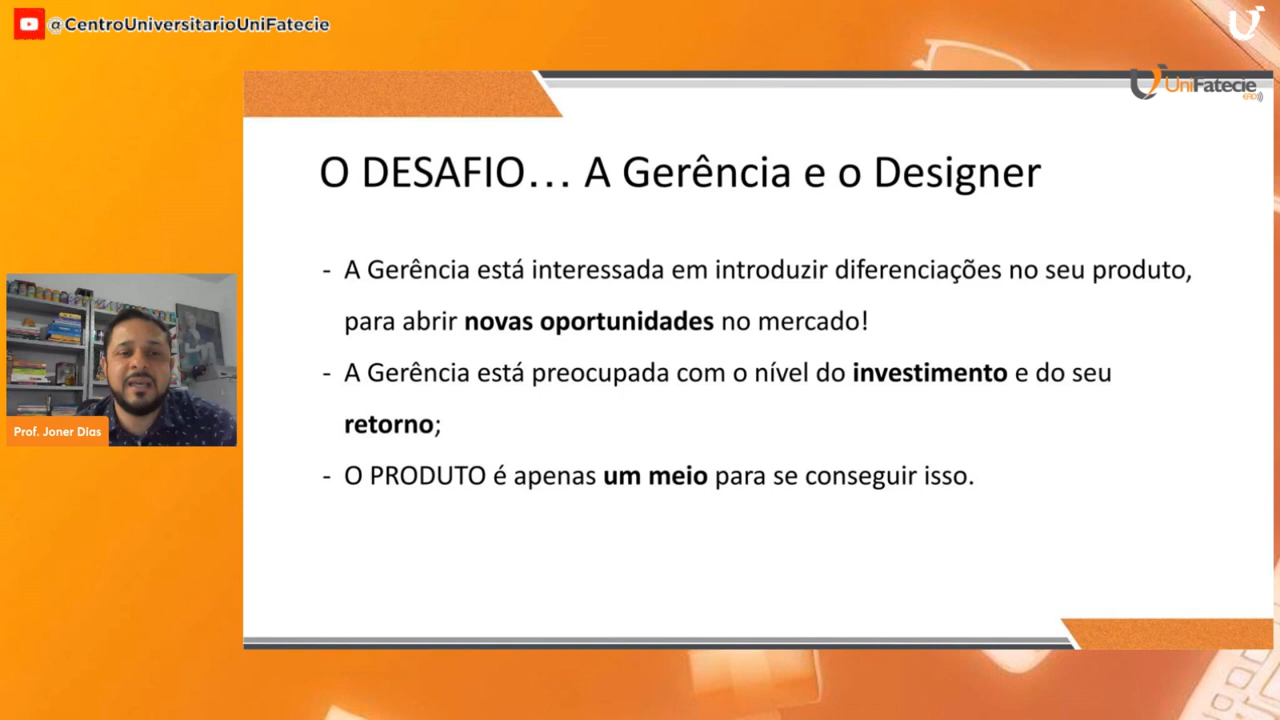 @CentroUniversitarioUniFatecie
UniFatecie
EAD
O DESAFIO... A Gerência e o Designer
- A Gerência está interessada em introduzir diferenciações no seu produto,
para abrir novas oportunidades no mercado!
- A Gerência está preocupada com o nível do investimento e do seu
retorno;
- O PRODUTO é apenas um meio para se conseguir isso.
Prof. Joner Dias